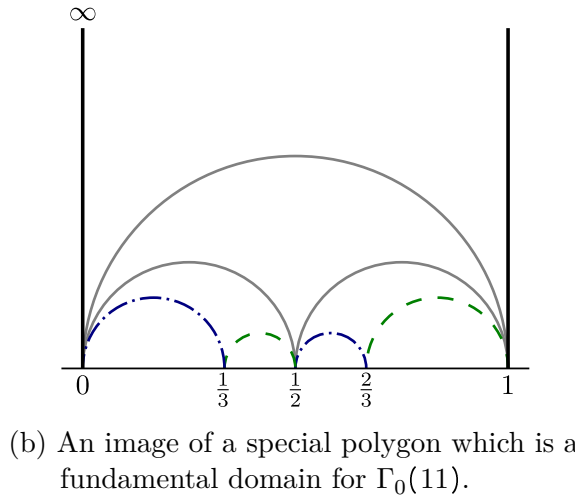 ∞
0 1/3 1/2 2/3 1
(b) An image of a special polygon which is a
fundamental domain for Γ₀(11).